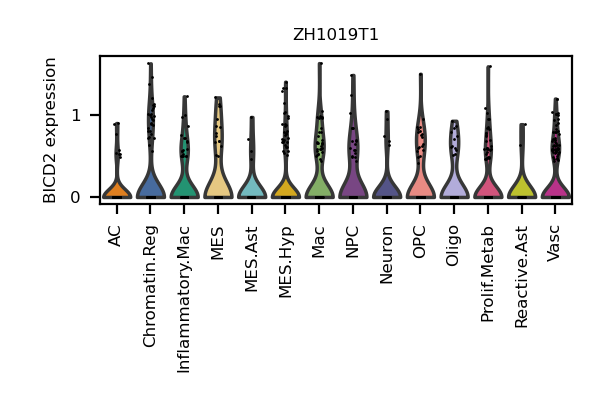 ZH1019T1
BICD2 expression
1
0
AC
Chromatin.Reg
Inflammatory.Mac
MES
MES.Ast
MES.Hyp
Mac
NPC
Neuron
OPC
Oligo
Prolif.Metab
Reactive.Ast
Vasc